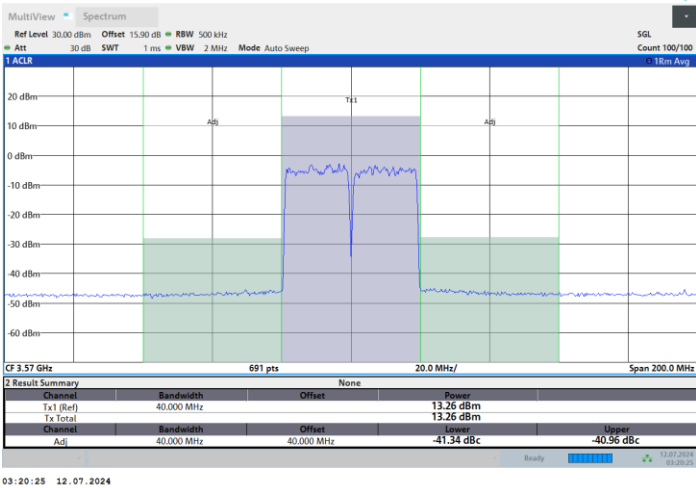 MultiView Spectrum
Ref Level 30.00 dBm Offset 15.90 dB RBW 500 kHz SGL
Att 30 dB SWT 1 ms VBW 2 MHz Mode Auto Sweep Count 100/100
1 ACLR 1Rm Avg
20 dBm
Tx1
Adj Adj
10 dBm
0 dBm
-10 dBm
-20 dBm
-30 dBm
-40 dBm
-50 dBm
-60 dBm
CF 3.57 GHz 691 pts 20.0 MHz/ Span 200.0 MHz
2 Result Summary None
Channel Bandwidth Offset Power
Tx1 (Ref) 40.000 MHz 13.26 dBm
Tx Total 13.26 dBm
Channel Bandwidth Offset Lower Upper
Adj 40.000 MHz 40.000 MHz -41.34 dBc -40.96 dBc
Ready 12.07.2024
03:20:25
03:20:25 12.07.2024